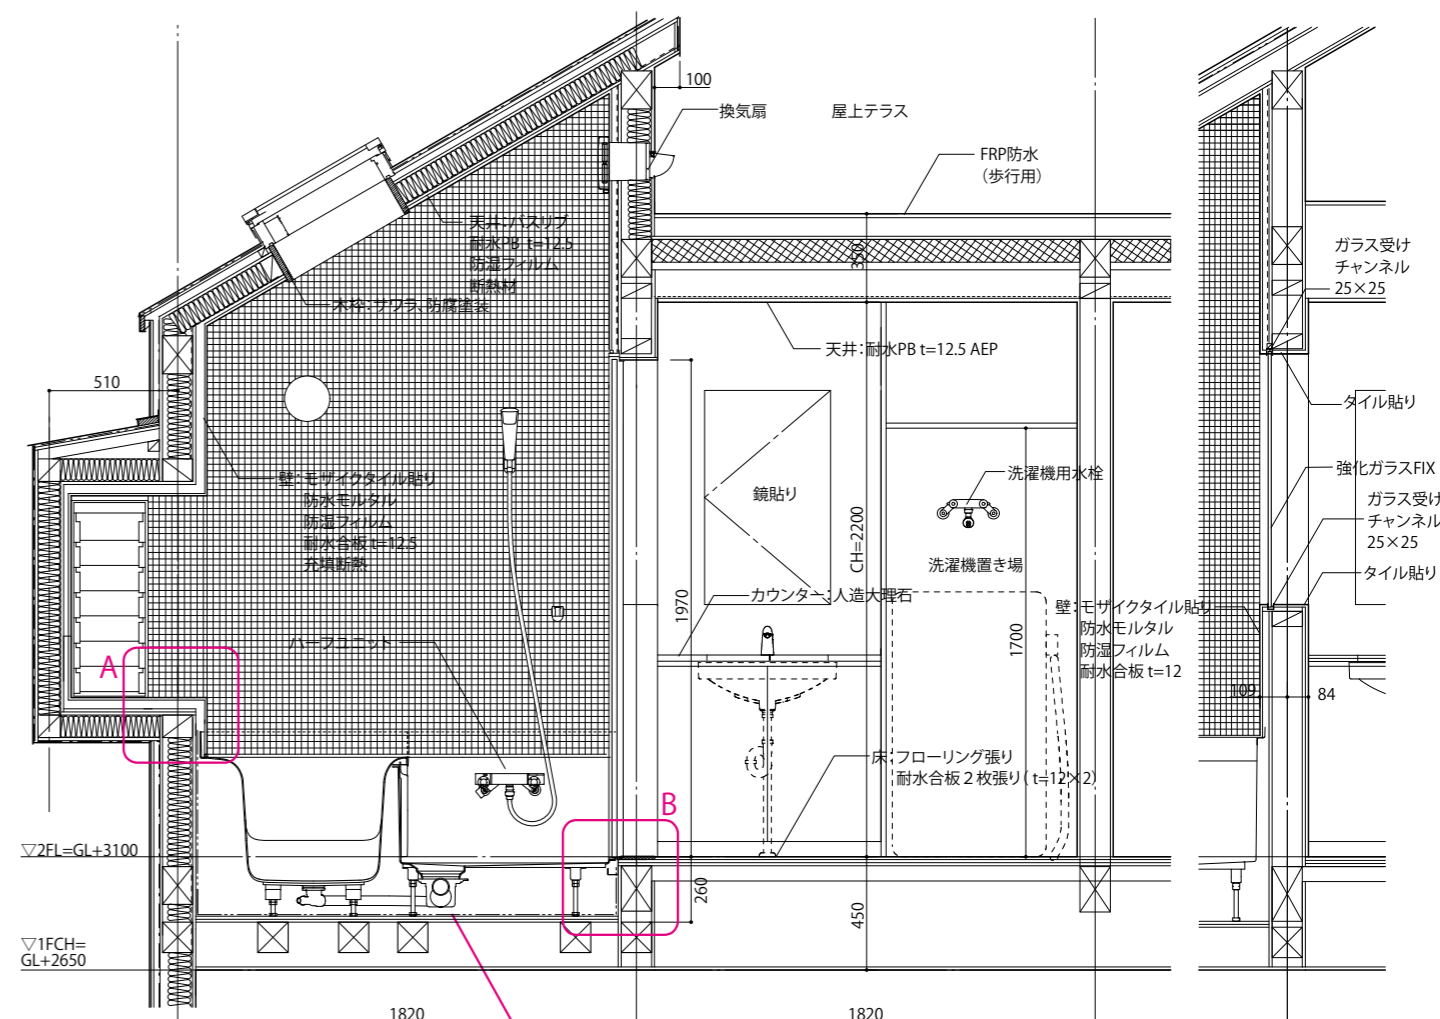 100
換気扇
屋上テラス
FRP防水
（歩行用）
天井：バスリブ
耐水PB t=12.5
防湿フィルム
断熱材
木枠：サワラ、防腐塗装
350
ガラス受け
チャンネル
25×25
天井：耐水PB t=12.5 AEP
510
タイル貼り
壁：モザイクタイル貼り
防水モルタル
防湿フィルム
耐水合板 t=12.5
充填断熱
鏡貼り
洗濯機用水栓
強化ガラスFIX
ガラス受け
チャンネル
25×25
CH=2200
洗濯機置き場
タイル貼り
カウンター：人造大理石
1970
1700
壁：モザイクタイル貼り
防水モルタル
防湿フィルム
耐水合板 t=12
ハーフユニット
A
109
84
床：フローリング張り
耐水合板２枚張り( t=12×2)
B
▽2FL=GL+3100
260
450
▽1FCH=
GL+2650
1820
1820